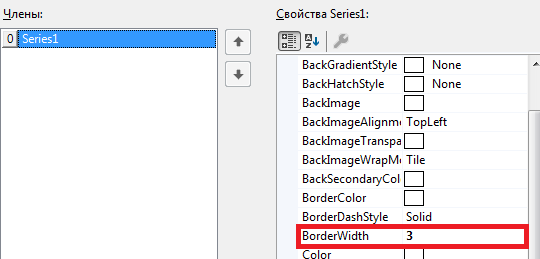 Члены:
0 Series1
Свойства Series1:
BackGradientStyle None
BackHatchStyle None
BackImage
BackImageAlignme TopLeft
BackImageTranspa
BackImageWrapMo Tile
BackSecondaryCol
BorderColor
BorderDashStyle Solid
BorderWidth 3
Color